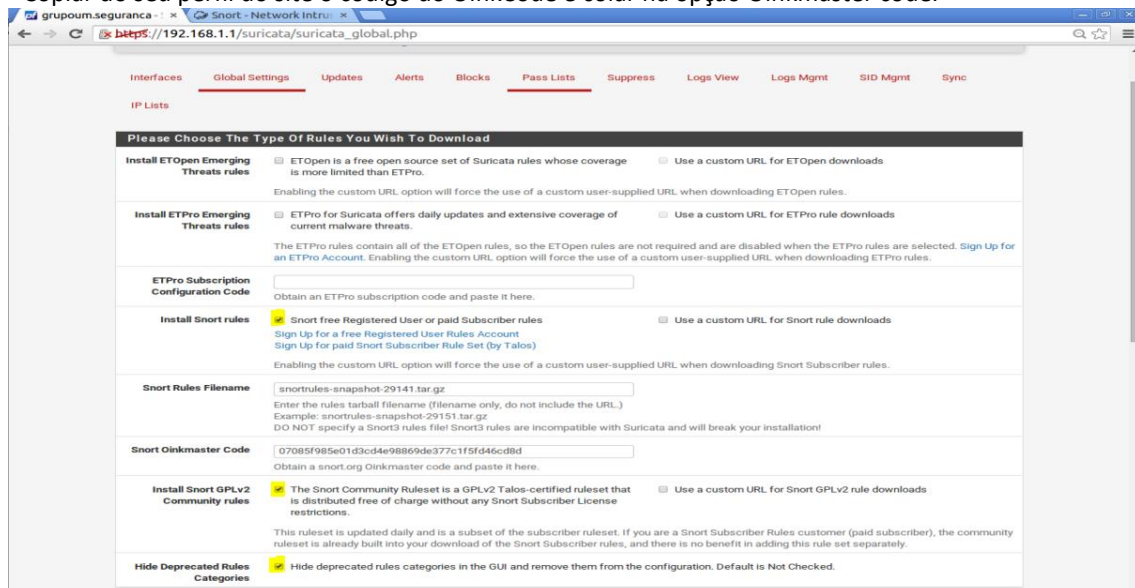 Copiar do seu perfil do site o código do OinkCode e colar na opção Oinkmaster code.
grupoum.seguranca -
Snort - Network Intru
https://192.168.1.1/suricata/suricata_global.php
Interfaces Global Settings Updates Alerts Blocks Pass Lists Suppress Logs View Logs Mgmt SID Mgmt Sync
IP Lists
Please Choose The Type Of Rules You Wish To Download
Install ETOpen Emerging Threats rules
ETOpen is a free open source set of Suricata rules whose coverage
is more limited than ETPro.
Use a custom URL for ETOpen downloads
Enabling the custom URL option will force the use of a custom user-supplied URL when downloading ETOpen rules.
Install ETPro Emerging Threats rules
ETPro for Suricata offers daily updates and extensive coverage of
current malware threats.
Use a custom URL for ETPro rule downloads
The ETPro rules contain all of the ETOpen rules, so the ETOpen rules are not required and are disabled when the ETPro rules are selected. Sign Up for
an ETPro Account. Enabling the custom URL option will force the use of a custom user-supplied URL when downloading ETPro rules.
ETPro Subscription
Configuration Code
Obtain an ETPro subscription code and paste it here.
Install Snort rules
Snort free Registered User or paid Subscriber rules
Use a custom URL for Snort rule downloads
Sign Up for a free Registered User Rules Account
Sign Up for paid Snort Subscriber Rule Set (by Talos)
Enabling the custom URL option will force the use of a custom user-supplied URL when downloading Snort Subscriber rules.
Snort Rules Filename
snortrules-snapshot-29141.tar.gz
Enter the rules tarball filename (filename only, do not include the URL.)
Example: snortrules-snapshot-29151.tar.gz
DO NOT specify a Snort3 rules file! Snort3 rules are incompatible with Suricata and will break your installation!
Snort Oinkmaster Code
07085f985e01d3cd4e98869de377c1f5fd46cd8d
Obtain a snort.org Oinkmaster code and paste it here.
Install Snort GPLv2
Community rules
The Snort Community Ruleset is a GPLv2 Talos-certified ruleset that
is distributed free of charge without any Snort Subscriber License
restrictions.
Use a custom URL for Snort GPLv2 rule downloads
This ruleset is updated daily and is a subset of the subscriber ruleset. If you are a Snort Subscriber Rules customer (paid subscriber), the community
ruleset is already built into your download of the Snort Subscriber rules, and there is no benefit in adding this rule set separately.
Hide Deprecated Rules
Categories
Hide deprecated rules categories in the GUI and remove them from the configuration. Default is Not Checked.